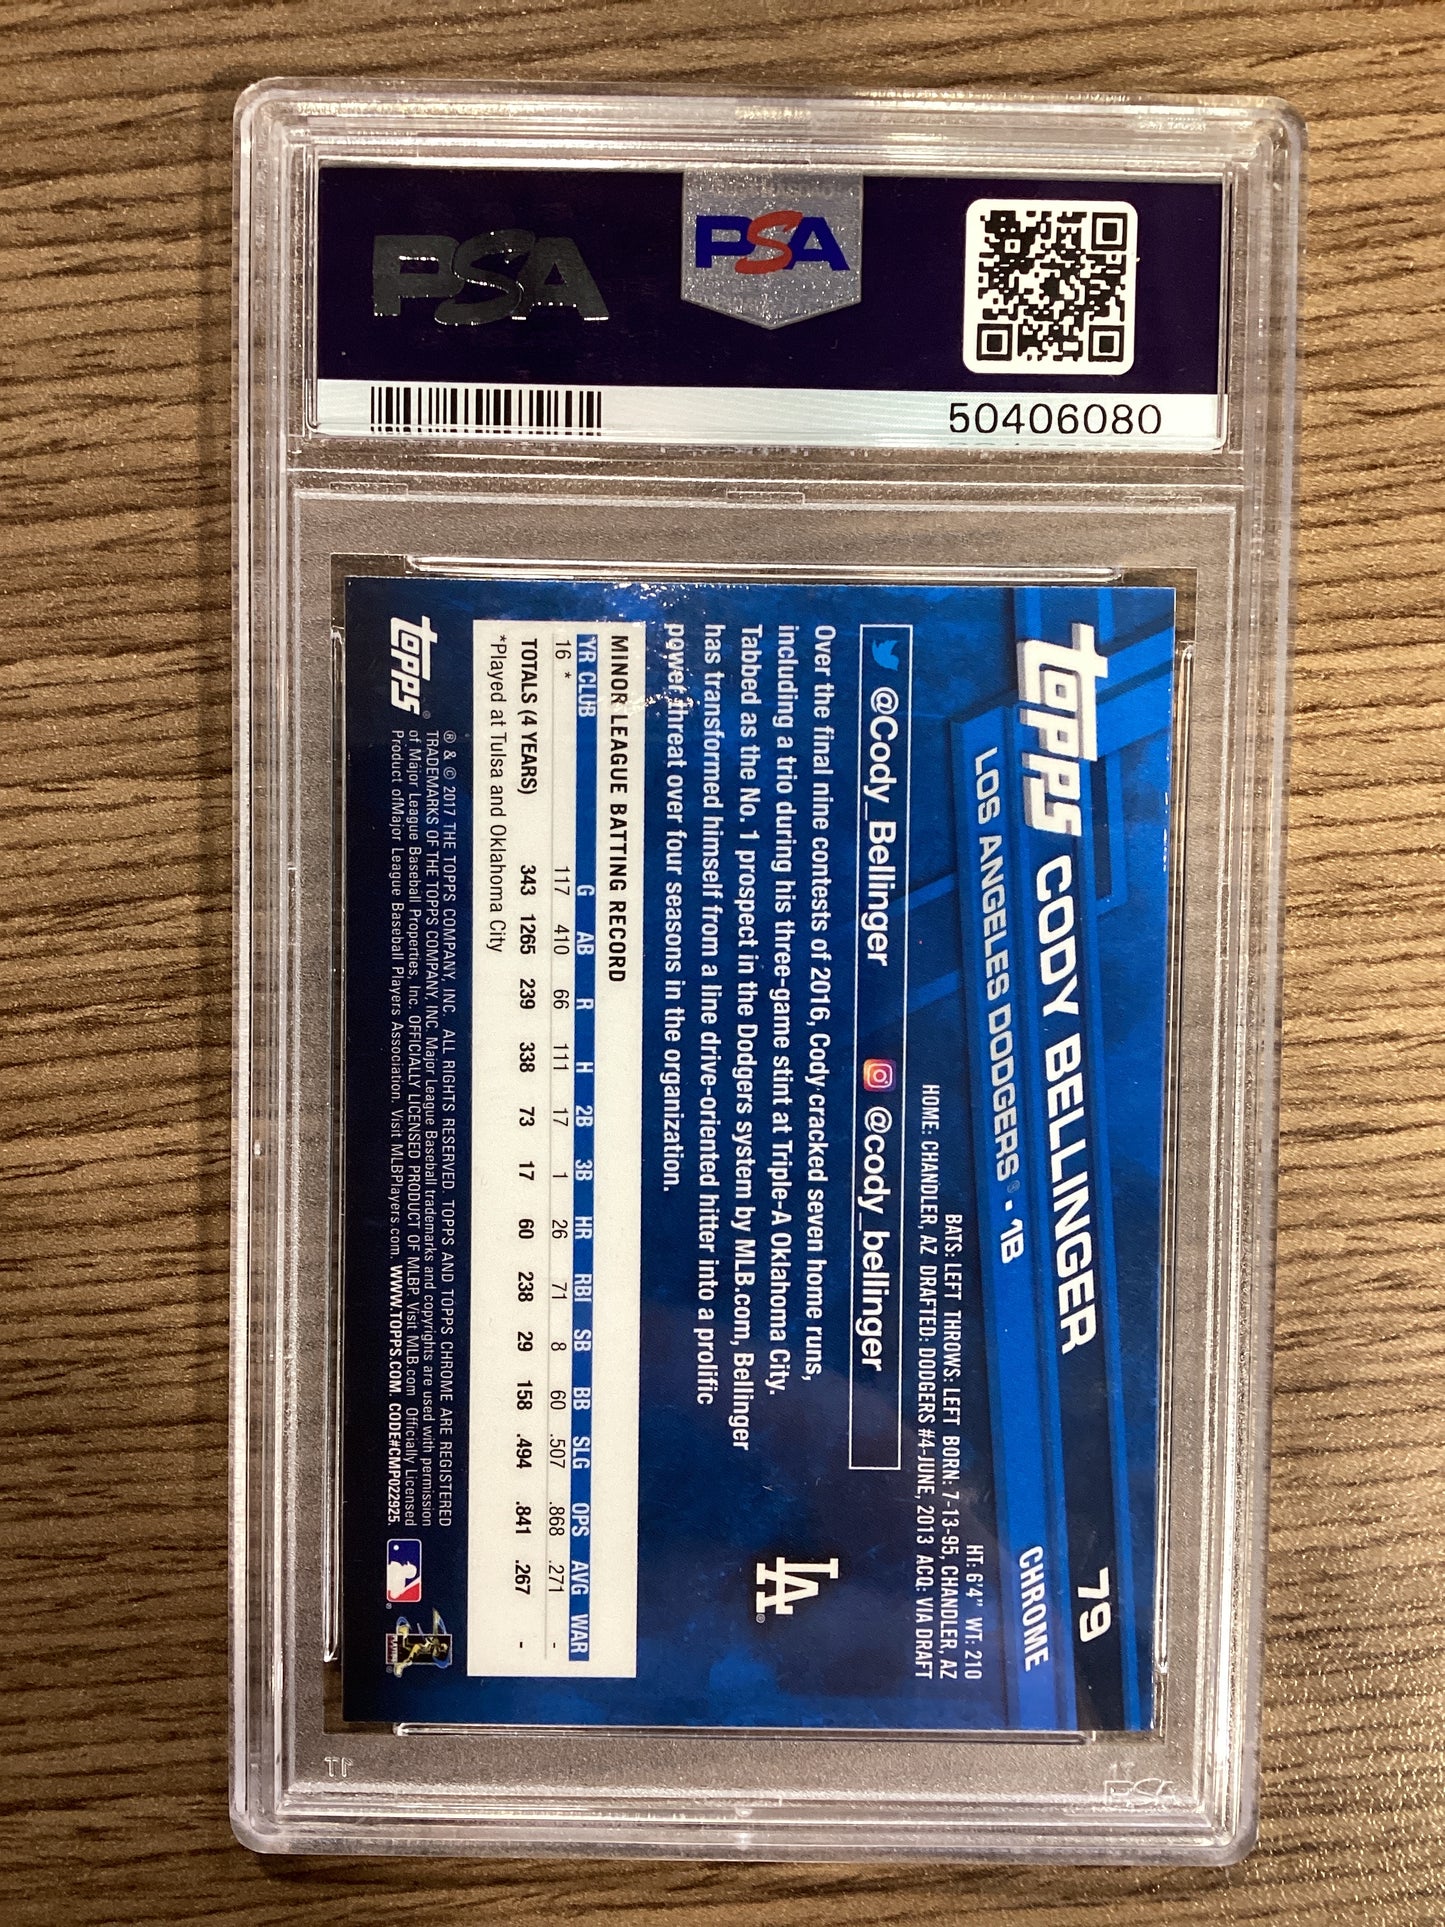 PSA
PSA
50406080
topps CODY BELLINGER 79
LOS ANGELES DODGERS® • 1B CHROME
HT: 6'4" WT: 210
BATS: LEFT THROWS: LEFT BORN: 7-13-95, CHANDLER, AZ
HOME: CHANDLER, AZ DRAFTED: DODGERS #4-JUNE, 2013 ACQ: VIA DRAFT
@Cody_Bellinger @cody_bellinger
Over the final nine contests of 2016, Cody cracked seven home runs,
including a trio during his three-game stint at Triple-A Oklahoma City.
Tabbed as the No. 1 prospect in the Dodgers system by MLB.com, Bellinger
has transformed himself from a line drive-oriented hitter into a prolific
power threat over four seasons in the organization.
LA®
MINOR LEAGUE BATTING RECORD
YR CLUB G AB R H 2B 3B HR RBI SB BB SLG OPS AVG WAR
16 * 117 410 66 111 17 1 26 71 8 60 .507 .868 .271 -
TOTALS (4 YEARS) 343 1265 239 338 73 17 60 238 29 158 .494 .841 .267 -
*Played at Tulsa and Oklahoma City
topps®
® & © 2017 THE TOPPS COMPANY, INC. ALL RIGHTS RESERVED. TOPPS AND TOPPS CHROME ARE REGISTERED
TRADEMARKS OF THE TOPPS COMPANY, INC. Major League Baseball trademarks and copyrights are used with permission
of Major League Baseball Properties, Inc. OFFICIALLY LICENSED PRODUCT OF MLBP. Visit MLB.com Officially Licensed
Product of Major League Baseball Players Association. Visit MLBPlayers.com. WWW.TOPPS.COM. CODE#CMP022925.
PSA